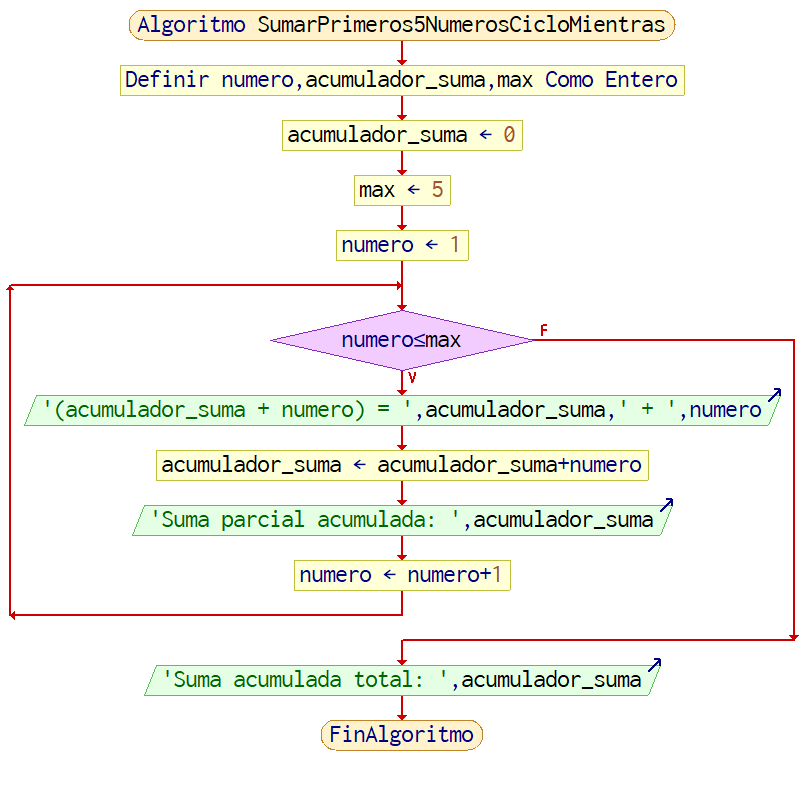 Algoritmo SumarPrimeros5NumerosCicloMientras
Definir numero,acumulador_suma,max Como Entero
acumulador_suma ← 0
max ← 5
numero ← 1
numero≤max
F
V
'(acumulador_suma + numero) = ',acumulador_suma,' + ',numero
acumulador_suma ← acumulador_suma+numero
'Suma parcial acumulada: ',acumulador_suma
numero ← numero+1
'Suma acumulada total: ',acumulador_suma
FinAlgoritmo